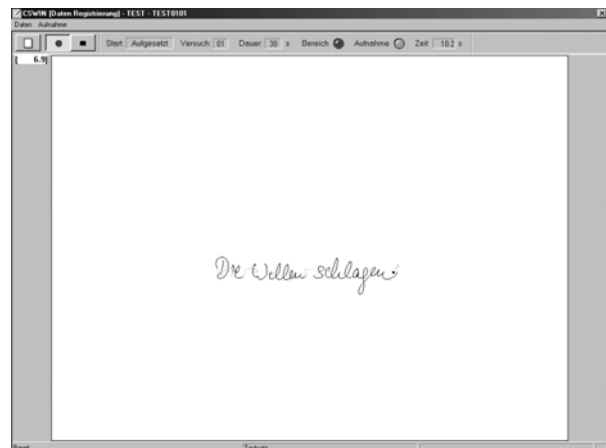 CSWIN [Daten Registrierung] - TEST - TEST0101
Daten Aufnahme
Start Aufgesetzt Versuch: 01 Dauer: 30 s Bereich Aufnahme Zeit 10.2 s
[ 6.9]
Die Wellen schlagen